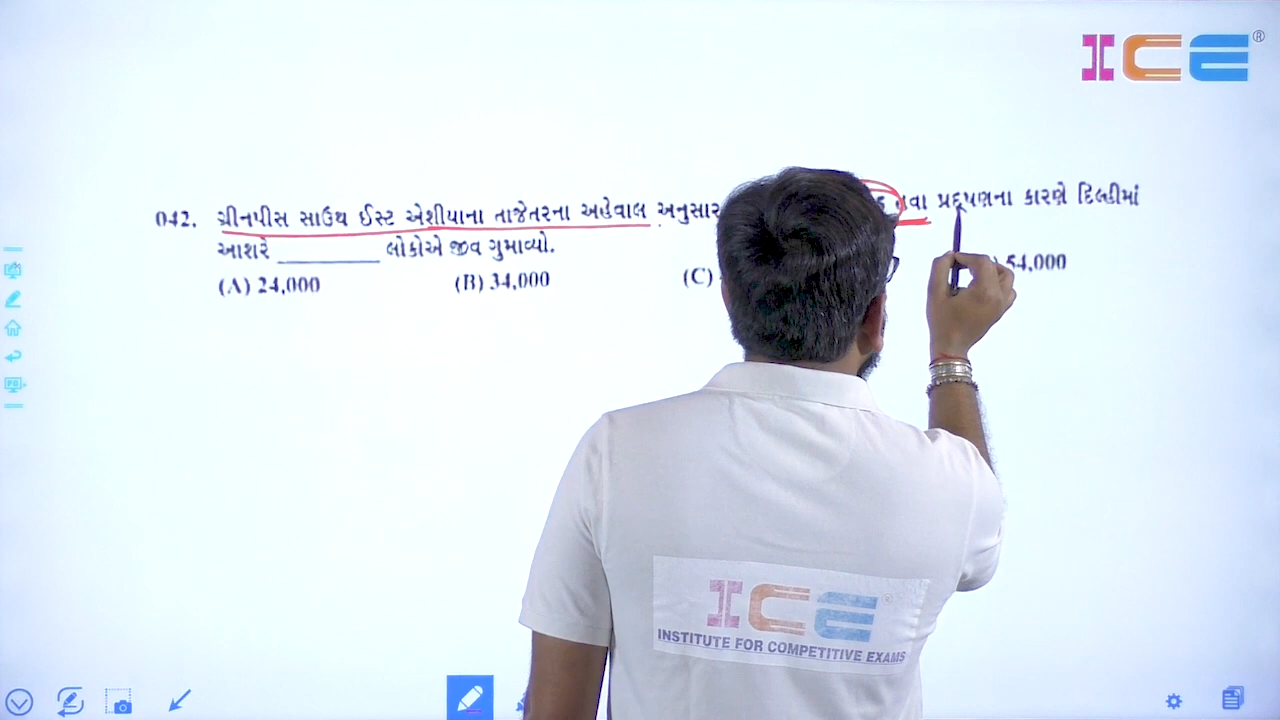 ICE®
042. ગ્રીનપીસ સાઉથ ઈસ્ટ એશીયાના તાજેતરના અહેવાલ અનુસાર પ્રદૂષણના કારણે દિલ્હીમાં
આશરે __________ લોકોએ જીવ ગુમાવ્યો.
(A) 24,000 (B) 34,000 (C) 54,000
ICE®
INSTITUTE FOR COMPETITIVE EXAMS